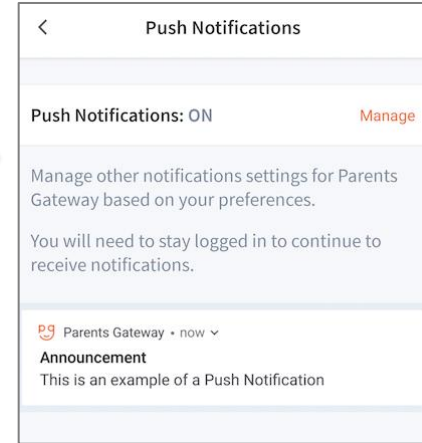 Push Notifications
Push Notifications: ON Manage
Manage other notifications settings for Parents
Gateway based on your preferences.
You will need to stay logged in to continue to
receive notifications.
pg Parents Gateway • now
Announcement
This is an example of a Push Notification